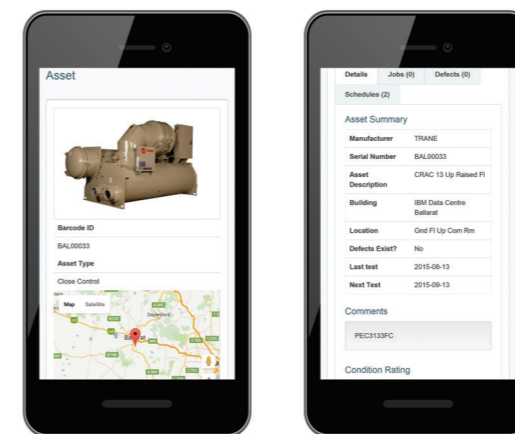 Asset
Barcode ID
BAL00033
Asset Type
Close Control
Map Satellite
Daylesford
Ballarat
Details Jobs (0) Defects (0)
Schedules (2)
Asset Summary
Manufacturer TRANE
Serial Number BAL00033
Asset Description CRAC 13 Up Raised Fl
Building IBM Data Centre Ballarat
Location Gnd Fl Up Com Rm
Defects Exist? No
Last test 2015-08-13
Next Test 2015-09-13
Comments
PEC3133FC
Condition Rating